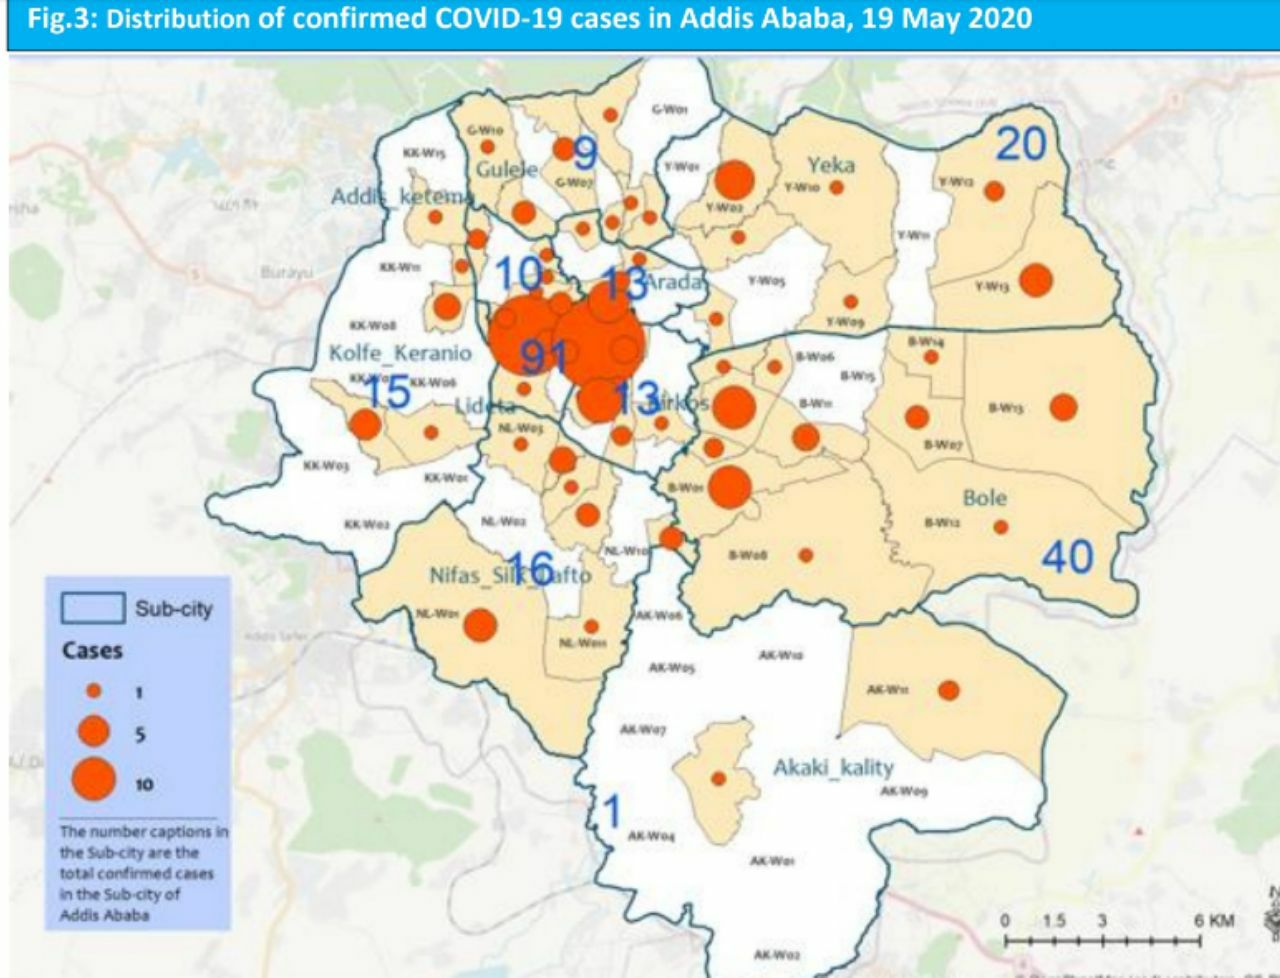 Fig.3: Distribution of confirmed COVID-19 cases in Addis Ababa, 19 May 2020
G-W01
G-W10
20
KK-W15
9
Gulele
Y-W01
Yeka
G-W07
Y-W10
Y-W12
Addis_ketema
Y-W02
Y-W11
KK-W11
Burayu
10
13
Arada
Y-W05
Y-W13
KK-W08
Y-W09
Kolfe_Keranio
91
B-W14
B-W06
B-W15
KK-W06
15
Lideta
13
B-W11
B-W13
NL-W03
B-W07
KK-W03
KK-W01
B-W01
Bole
KK-W02
NL-W02
B-W12
NL-W10
B-W08
40
16
Nifas_Silk_Lafto
NL-W01
AK-W06
NL-W011
AK-W05
AK-W10
AK-W11
AK-W07
Akaki_kality
AK-W09
1
AK-W04
AK-W01
AK-W02
Sub-city
Cases
1
5
10
The number captions in
the Sub-city are the
total confirmed cases
in the Sub-city of
Addis Ababa
0 1.5 3 6 KM
N